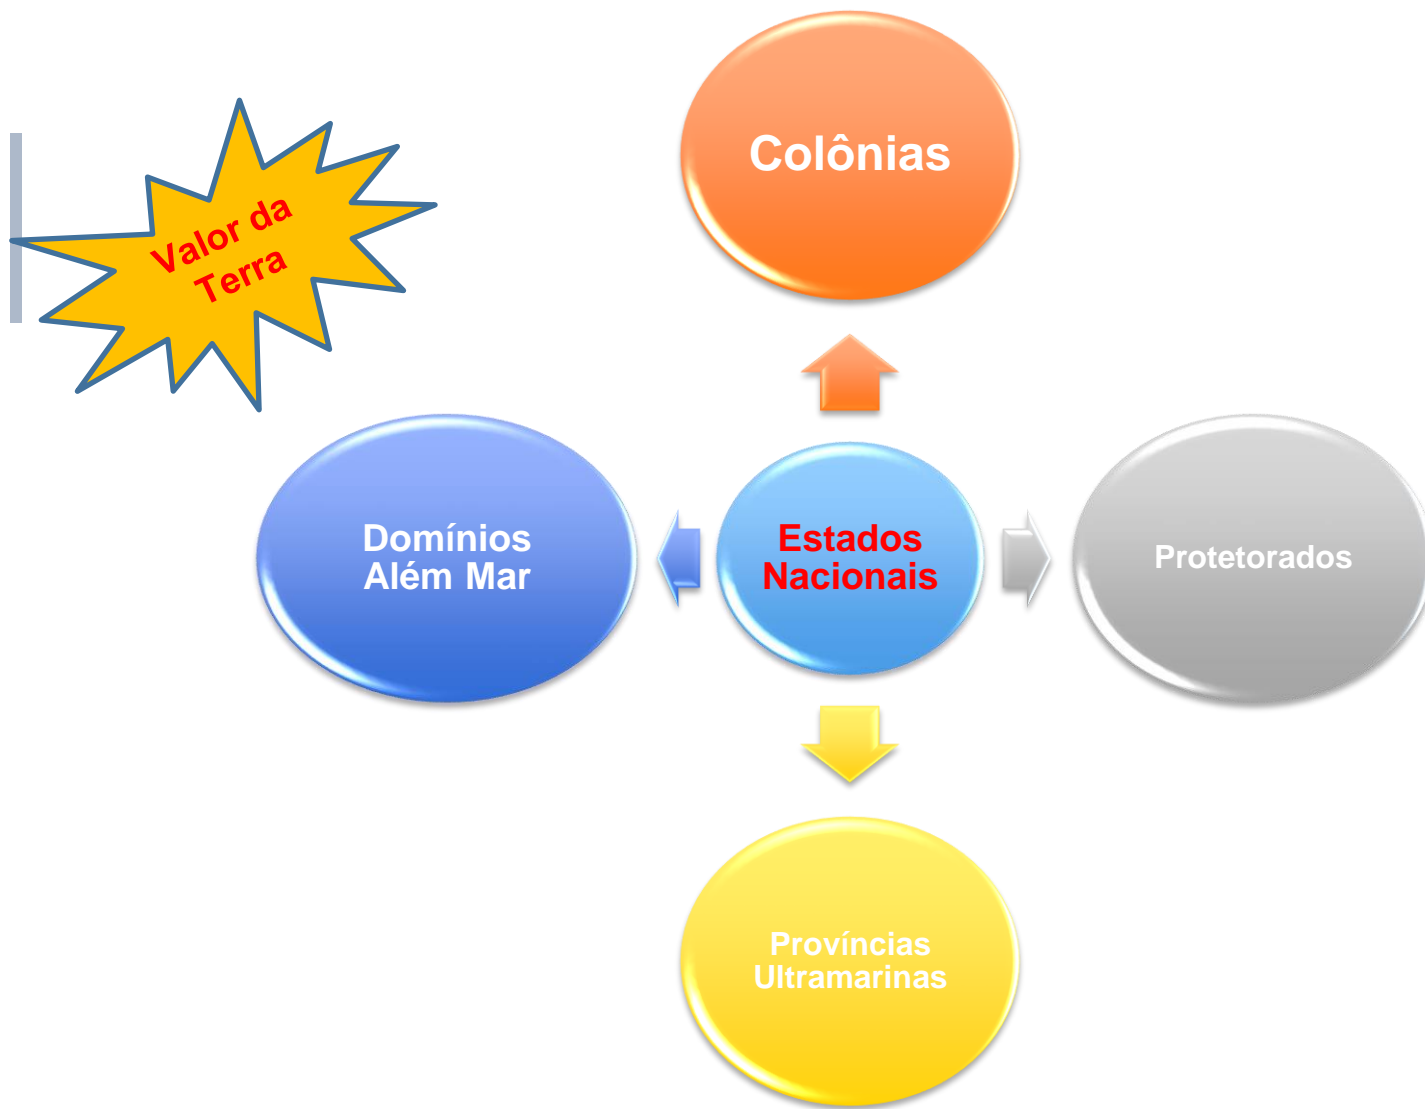 Colônias
Valor da
Terra
Domínios
Além Mar
Estados
Nacionais
Protetorados
Províncias
Ultramarinas